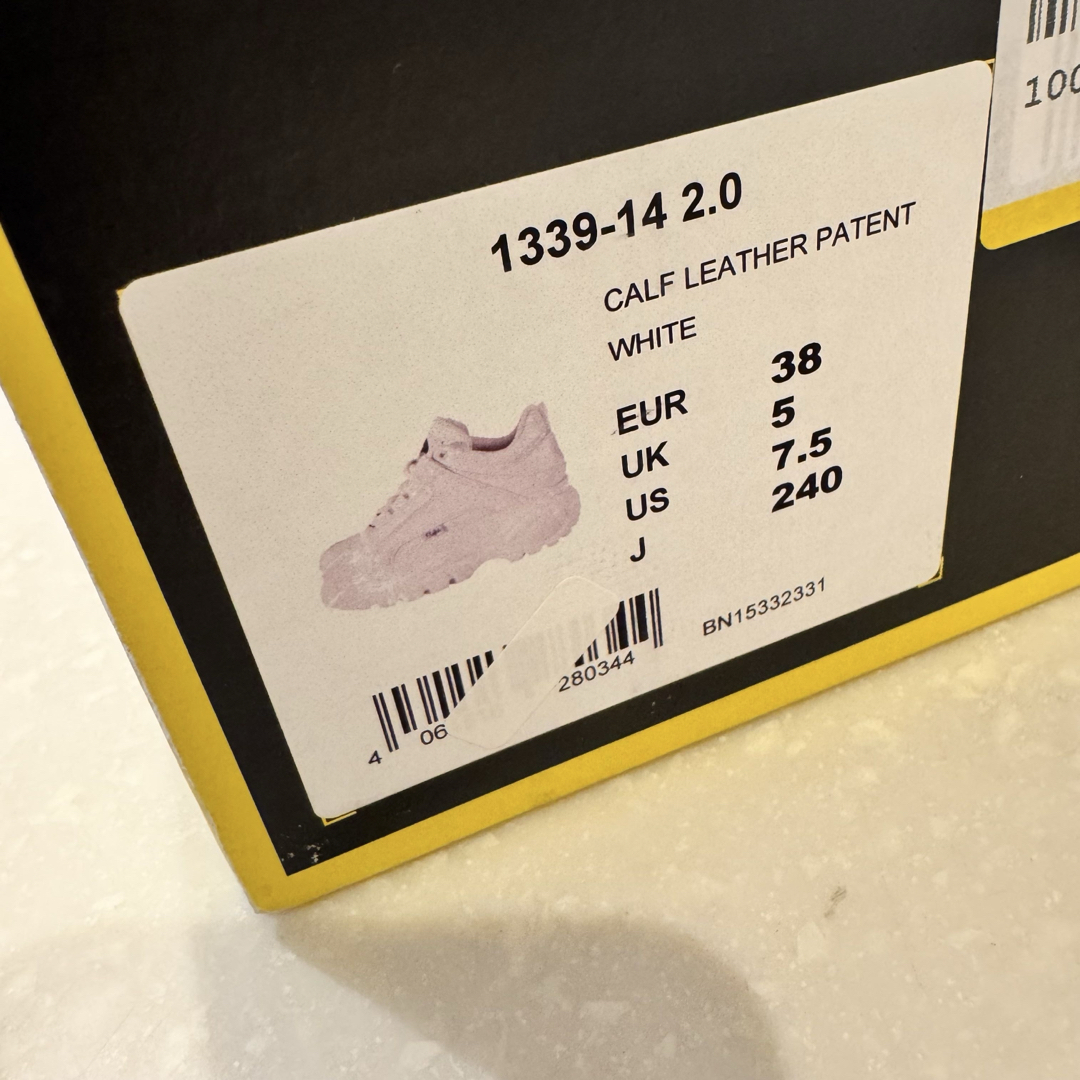 1339-14 2.0
CALF LEATHER PATENT
WHITE
EUR 38
UK 5
US 7.5
J 240
BN15332331
4 06 280344
100